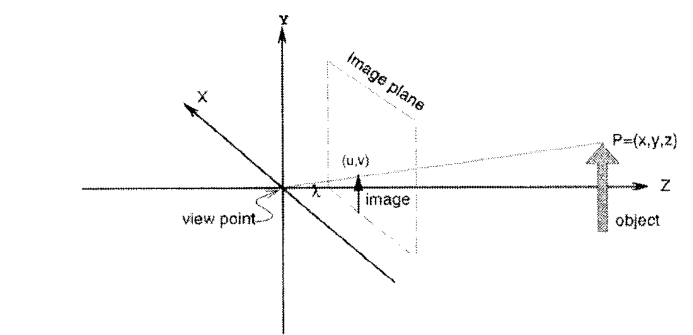 Y
X
Image plane
P=(x,y,z)
(u,v)
λ
Z
image
view point
object